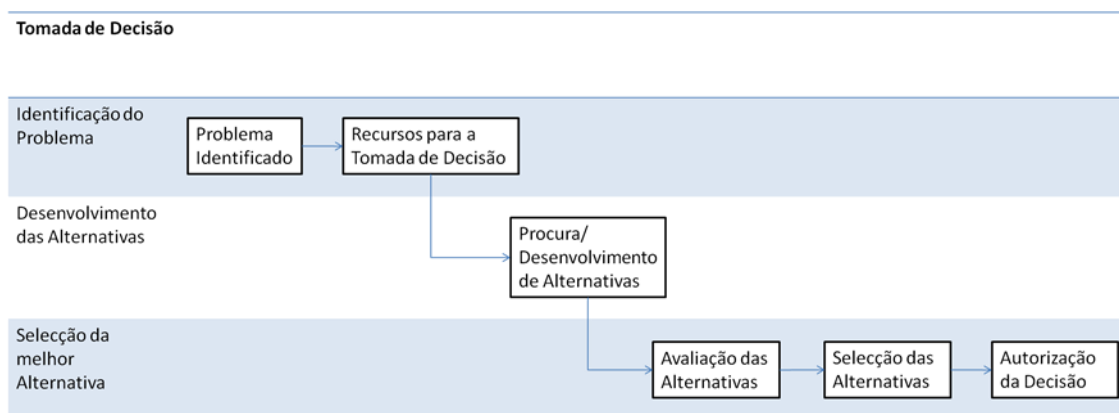 Tomada de Decisão
Identificação do
Problema
Problema
Identificado
Recursos para a
Tomada de Decisão
Desenvolvimento
das Alternativas
Procura/
Desenvolvimento
de Alternativas
Selecção da
melhor
Alternativa
Avaliação das
Alternativas
Selecção das
Alternativas
Autorização
da Decisão